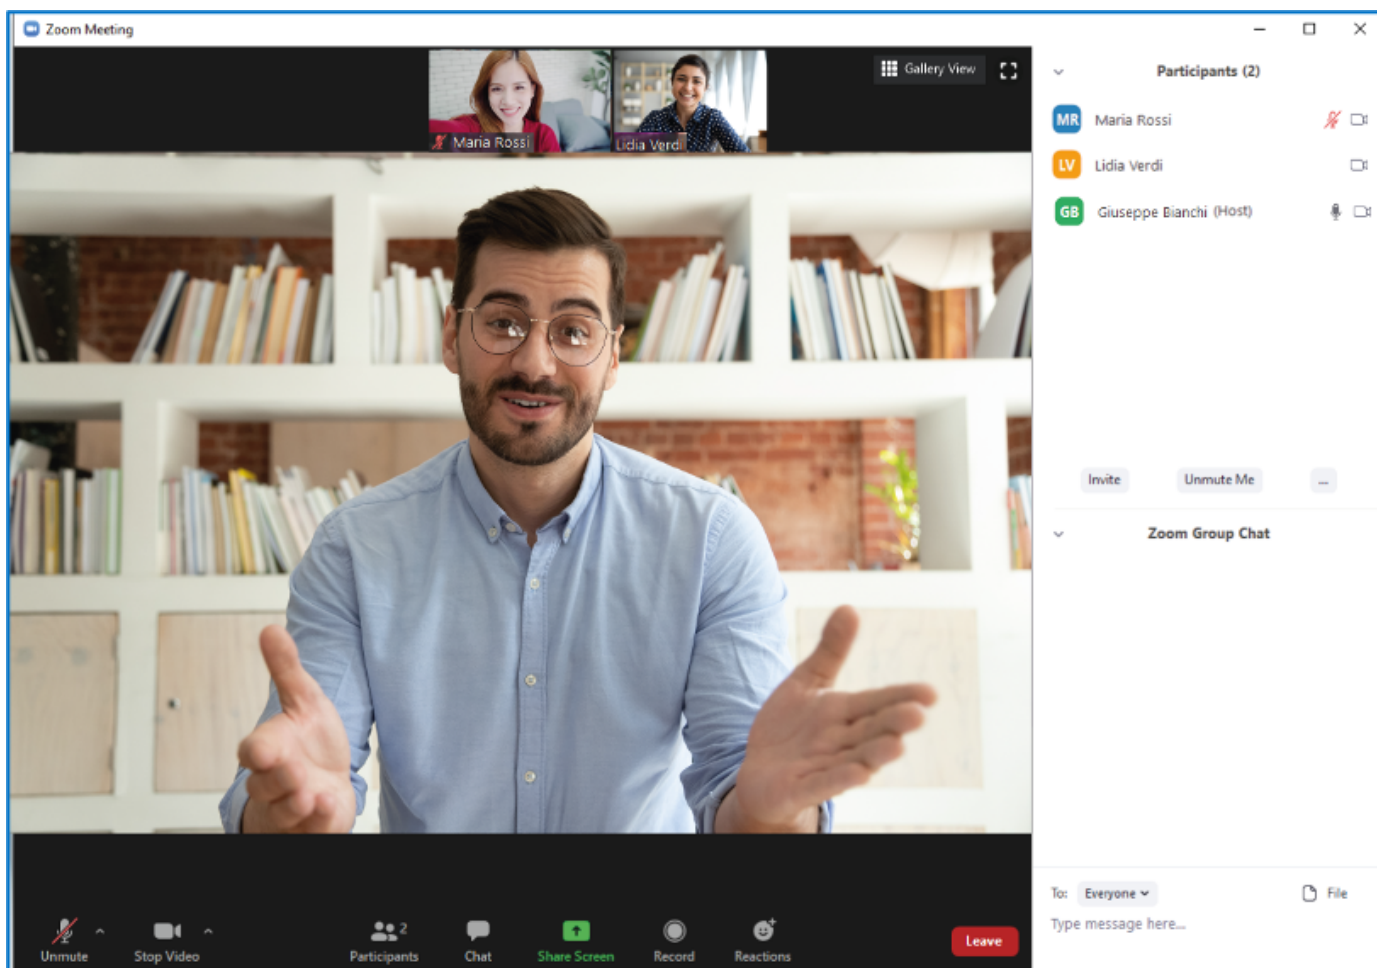 Zoom Meeting
Maria Rossi
Lidia Verdi
Gallery View
Participants (2)
MR Maria Rossi
LV Lidia Verdi
GB Giuseppe Bianchi (Host)
Invite Unmute Me ...
Zoom Group Chat
To: Everyone File
Type message here...
2
Unmute Stop Video Participants Chat Share Screen Record Reactions Leave